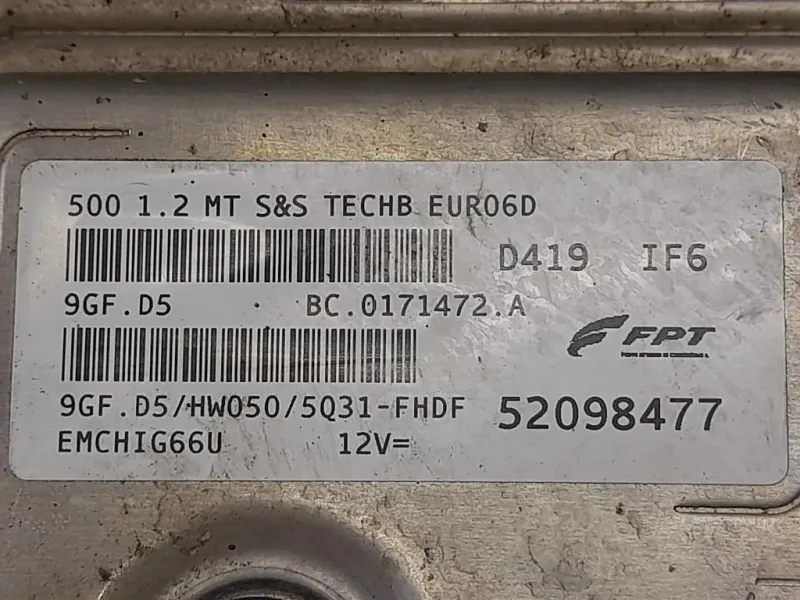 500 1.2 MT S&S TECHB EURO6D
D419 IF6
9GF.D5 BC.0171472.A
FPT
9GF.D5/HW050/5Q31-FHDF 52098477
EMCHIG66U 12V=